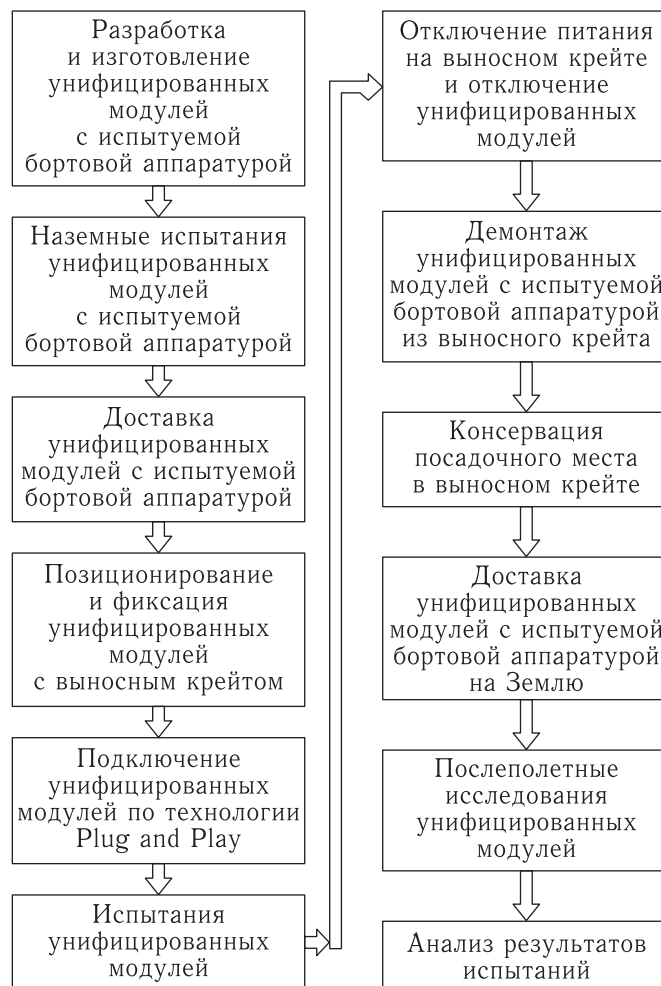 Разработка
и изготовление
унифицированных
модулей
с испытуемой
бортовой аппаратурой
Наземные испытания
унифицированных
модулей
с испытуемой
бортовой аппаратурой
Доставка
унифицированных
модулей с испытуемой
бортовой аппаратурой
Позиционирование
и фиксация
унифицированных
модулей
с выносным крейтом
Подключение
унифицированных
модулей по технологии
Plug and Play
Испытания
унифицированных
модулей
Отключение питания
на выносном крейте
и отключение
унифицированных
модулей
Демонтаж
унифицированных
модулей с испытуемой
бортовой аппаратурой
из выносного крейта
Консервация
посадочного места
в выносном крейте
Доставка
унифицированных
модулей с испытуемой
бортовой аппаратурой
на Землю
Послеполетные
исследования
унифицированных
модулей
Анализ результатов
испытаний